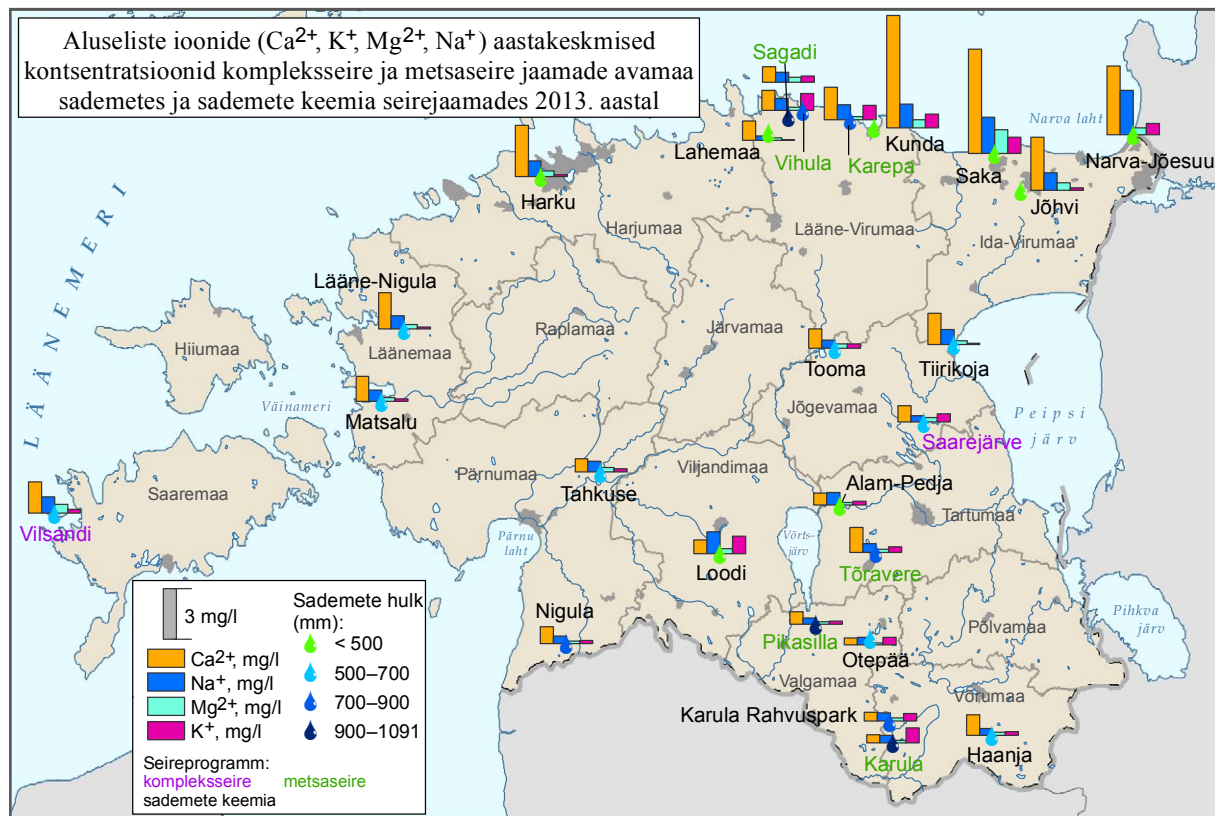 Aluseliste ioonide (Ca²⁺, K⁺, Mg²⁺, Na⁺) aastakeskmised
kontsentratsioonid kompleksseire ja metsaseire jaamade avamaa
sademetes ja sademete keemia seirejaamades 2013. aastal
Sagadi
Lahemaa
Vihula
Karepa
Kunda
Narva laht
Saka
Narva-Jõesuu
Jõhvi
Harku
Harjumaa
Lääne-Virumaa
Ida-Virumaa
LÄÄNEMERI
Lääne-Nigula
Hiiumaa
Läänemaa
Raplamaa
Järvamaa
Tooma
Tiirikoja
Väinameri
Matsalu
Jõgevamaa
Peipsi
järv
Saarejärve
Saaremaa
Pärnumaa
Tahkuse
Viljandimaa
Alam-Pedja
Tartumaa
Vilsandi
Pärnu
laht
Võrts-
järv
Loodi
Tõravere
Nigula
Pikasilla
Otepää
Põlvamaa
Pihkva
järv
Valgamaa
Võrumaa
Karula Rahvuspark
Karula
Haanja
3 mg/l
Ca²⁺, mg/l
Na⁺, mg/l
Mg²⁺, mg/l
K⁺, mg/l
Sademete hulk
(mm):
< 500
500–700
700–900
900–1091
Seireprogramm:
kompleksseire metsaseire
sademete keemia